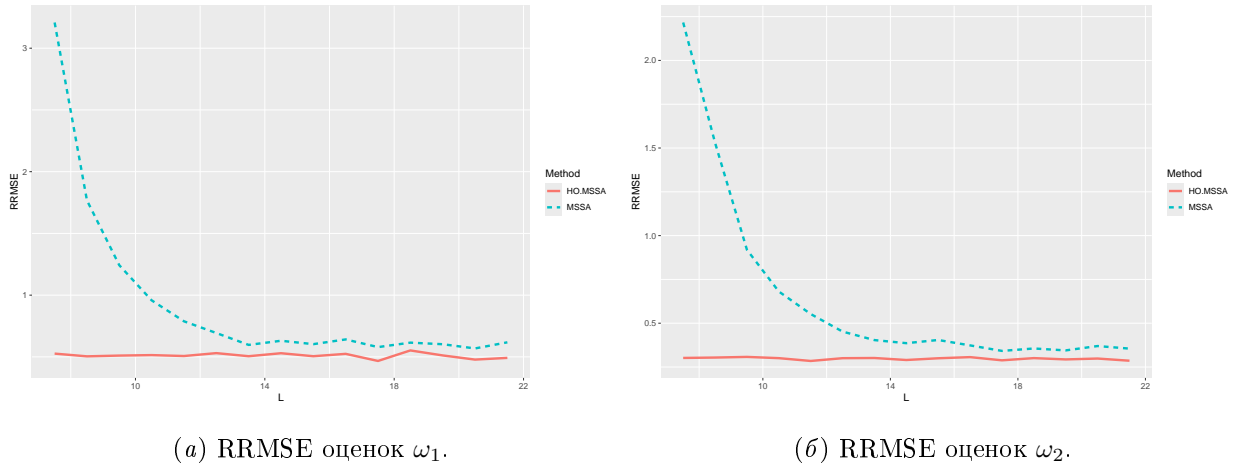 RRMSE
3
2
1
10
14
18
22
L
Method
HO.MSSA
MSSA
(а) RRMSE оценок ω₁.
RRMSE
2.0
1.5
1.0
0.5
10
14
18
22
L
Method
HO.MSSA
MSSA
(б) RRMSE оценок ω₂.